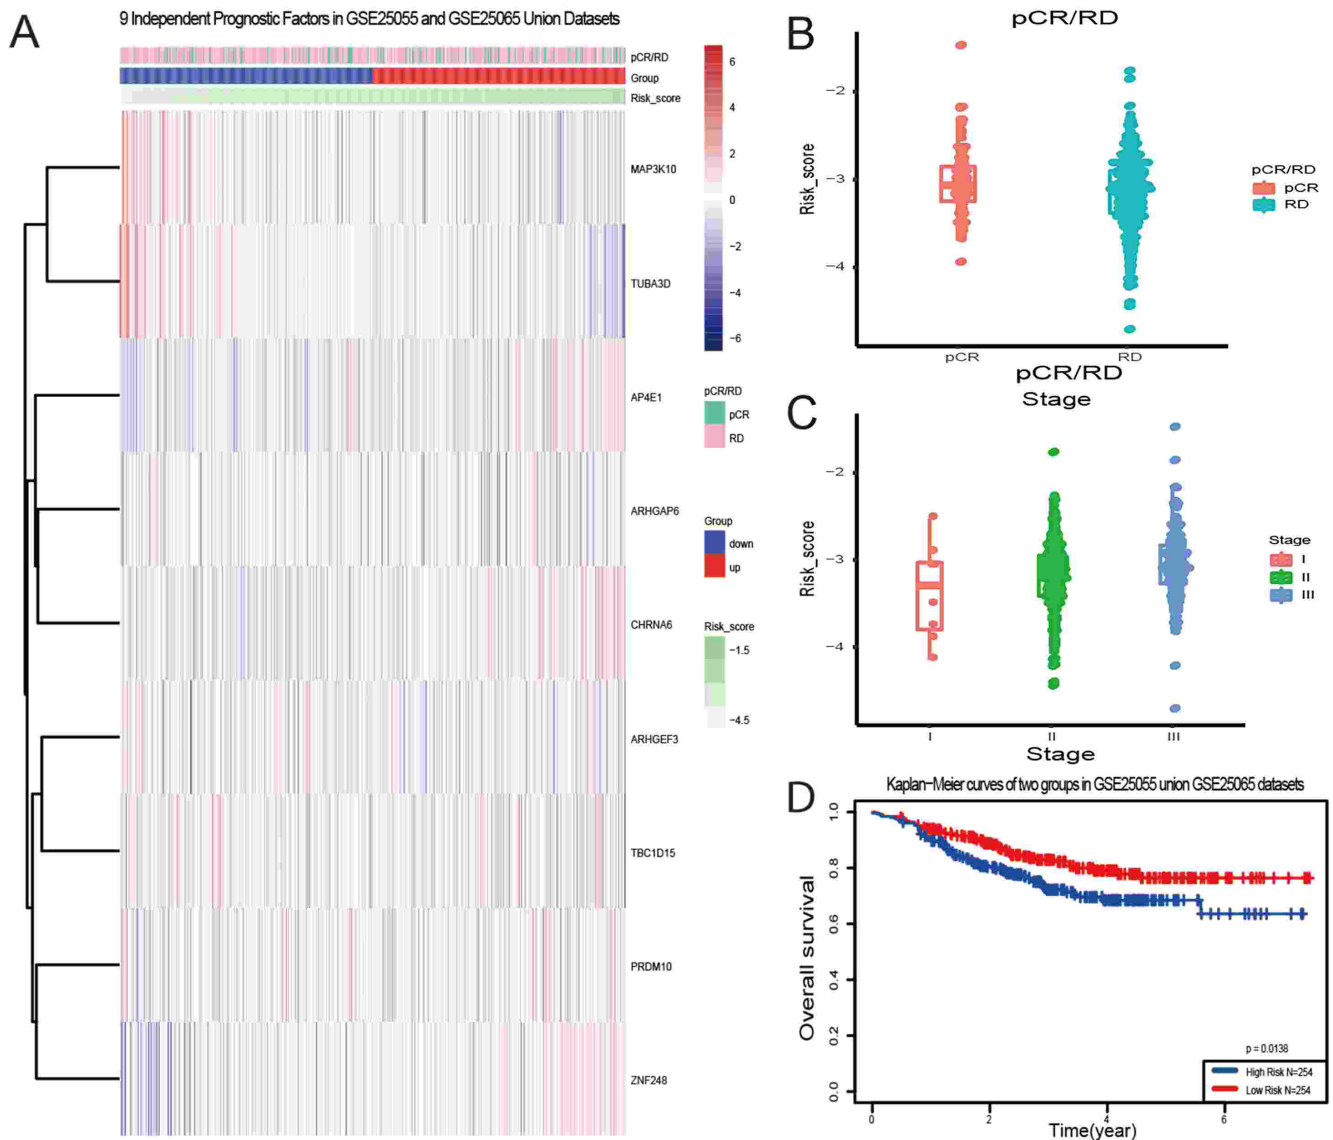 A
9 Independent Prognostic Factors in GSE25055 and GSE25065 Union Datasets
pCR/RD
Group
Risk_score
MAP3K10
TUBA3D
AP4E1
ARHGAP6
CHRNA6
ARHGEF3
TBC1D15
PRDM10
ZNF248
6
4
2
0
−2
−4
−6
pCR/RD
pCR
RD
Group
down
up
Risk_score
−1.5
−4.5
B
pCR/RD
Risk_score
−2
−3
−4
pCR
RD
pCR/RD
pCR/RD
pCR
RD
C
Stage
Risk_score
−2
−3
−4
I
II
III
Stage
Stage
I
II
III
D
Kaplan−Meier curves of two groups in GSE25055 union GSE25065 datasets
Overall survival
1.0
0.8
0.6
0.4
0.2
0.0
p = 0.0138
High Risk N=254
Low Risk N=254
0
2
4
6
Time(year)